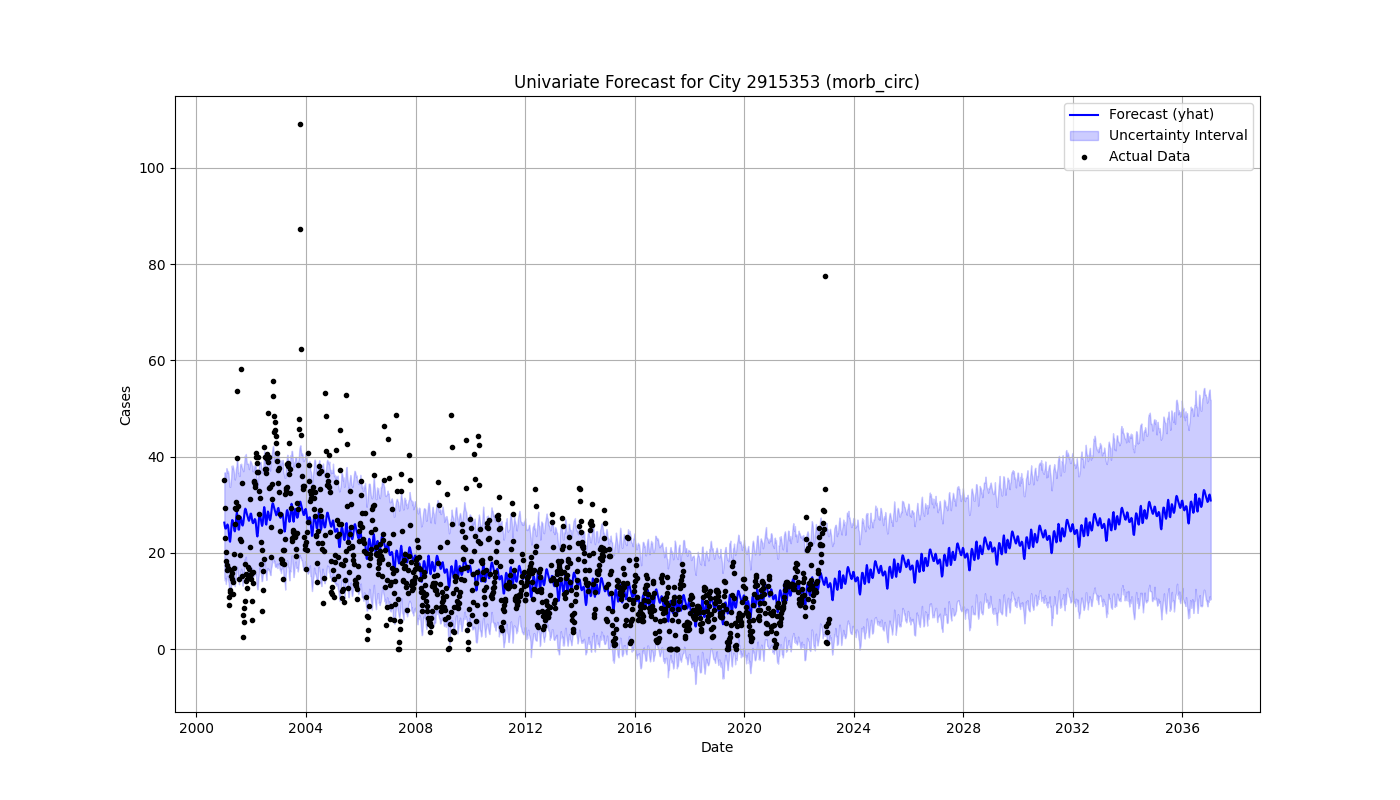 Univariate Forecast for City 2915353 (morb_circ)
Forecast (yhat)
Uncertainty Interval
Actual Data
100
80
60
40
20
0
Cases
2000 2004 2008 2012 2016 2020 2024 2028 2032 2036
Date